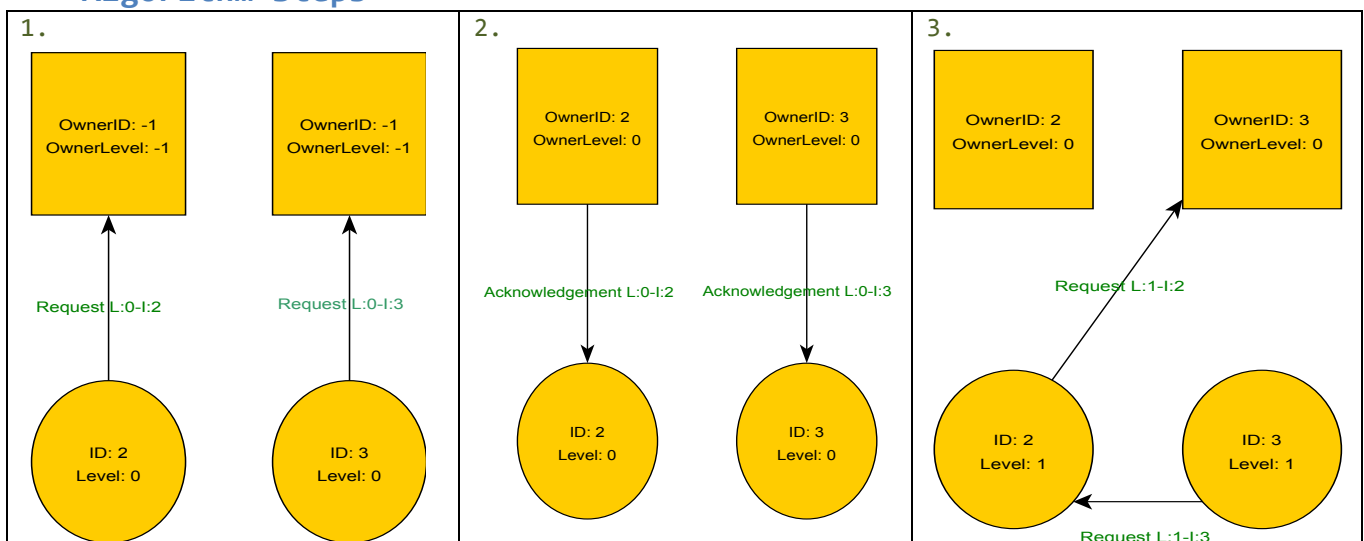 Algorithm Steps
1.
OwnerID: -1
OwnerLevel: -1
OwnerID: -1
OwnerLevel: -1
Request L:0-I:2
Request L:0-I:3
ID: 2
Level: 0
ID: 3
Level: 0
2.
OwnerID: 2
OwnerLevel: 0
OwnerID: 3
OwnerLevel: 0
Acknowledgement L:0-I:2
Acknowledgement L:0-I:3
ID: 2
Level: 0
ID: 3
Level: 0
3.
OwnerID: 2
OwnerLevel: 0
OwnerID: 3
OwnerLevel: 0
Request L:1-I:2
ID: 2
Level: 1
ID: 3
Level: 1
Request L:1-I:3